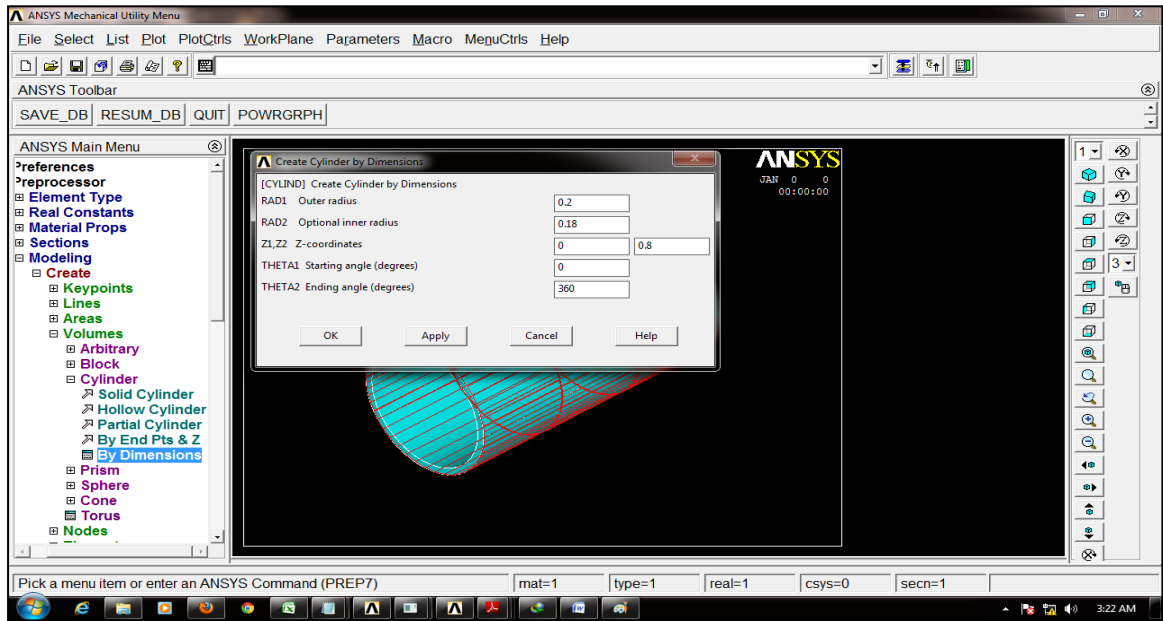 ANSYS Mechanical Utility Menu
File Select List Plot PlotCtrls WorkPlane Parameters Macro MenuCtrls Help
ANSYS Toolbar
SAVE_DB RESUM_DB QUIT POWRGRPH
ANSYS Main Menu
Preferences
Preprocessor
Element Type
Real Constants
Material Props
Sections
Modeling
Create
Keypoints
Lines
Areas
Volumes
Arbitrary
Block
Cylinder
Solid Cylinder
Hollow Cylinder
Partial Cylinder
By End Pts & Z
By Dimensions
Prism
Sphere
Cone
Torus
Nodes
Create Cylinder by Dimensions
[CYLIND] Create Cylinder by Dimensions
RAD1 Outer radius 0.2
RAD2 Optional inner radius 0.18
Z1,Z2 Z-coordinates 0 0.8
THETA1 Starting angle (degrees) 0
THETA2 Ending angle (degrees) 360
OK Apply Cancel Help
ANSYS
JAN 0 0
00:00:00
1
3
Pick a menu item or enter an ANSYS Command (PREP7) mat=1 type=1 real=1 csys=0 secn=1
3:22 AM